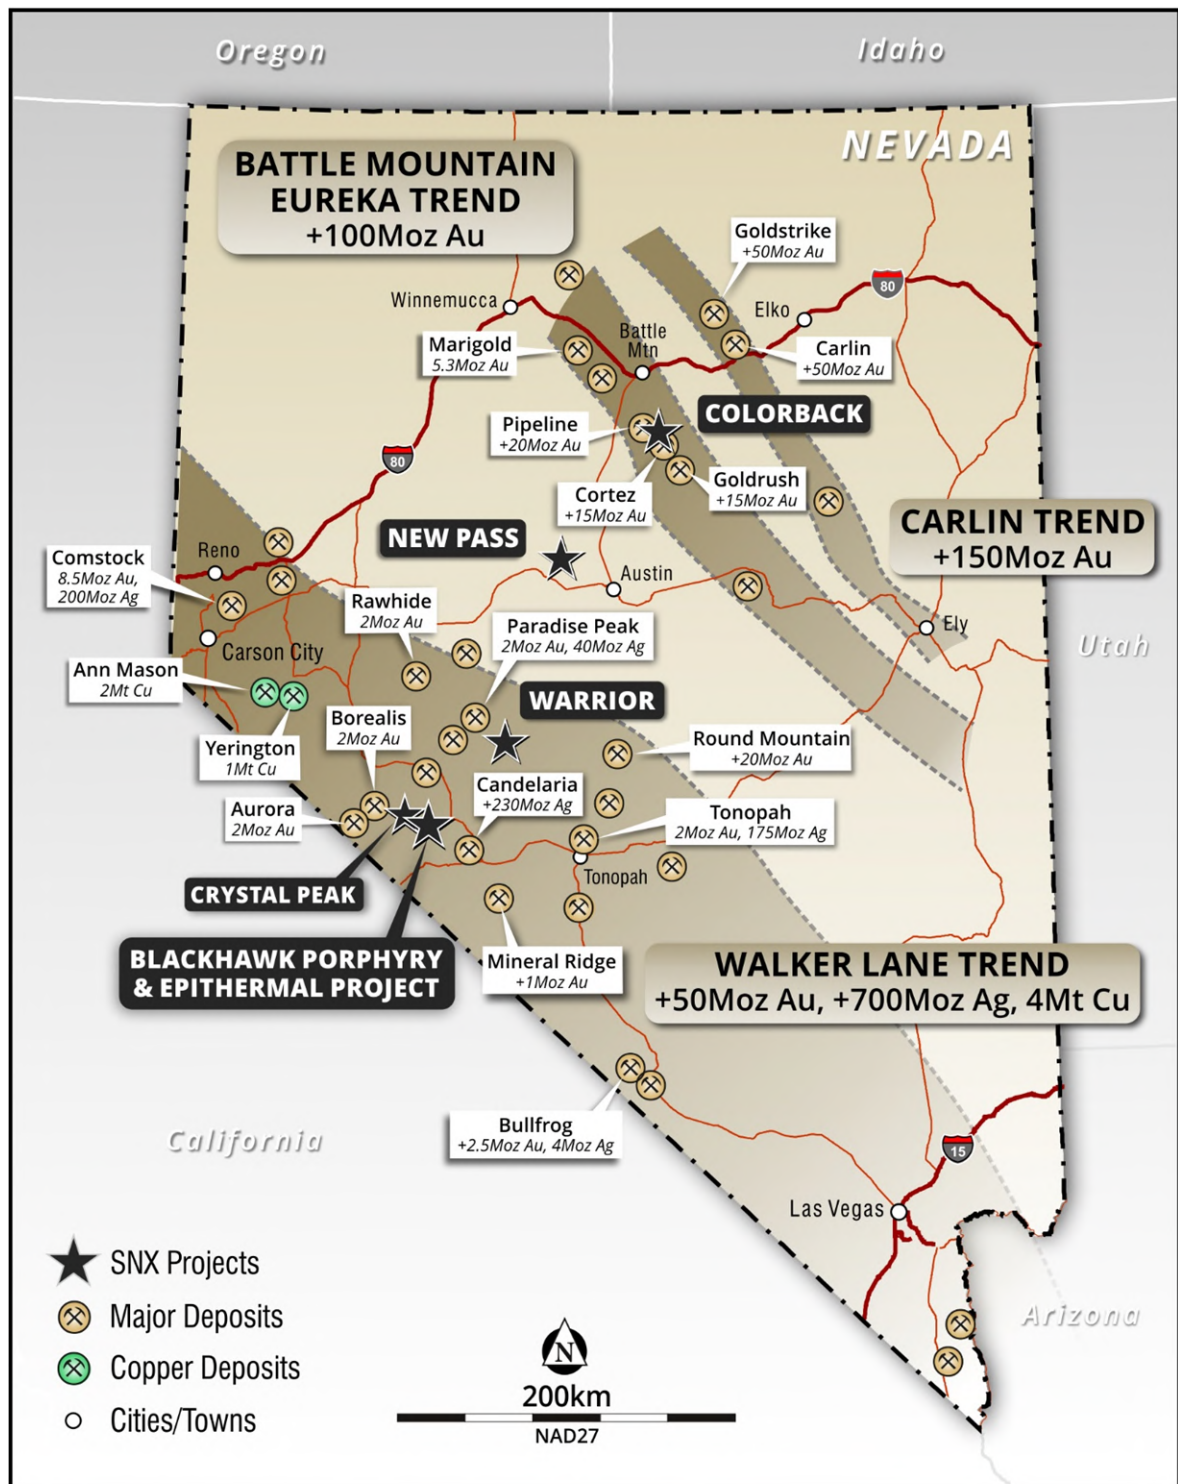 Oregon
Idaho
NEVADA
BATTLE MOUNTAIN
EUREKA TREND
+100Moz Au
Goldstrike
+50Moz Au
80
Winnemucca
Elko
Battle
Mtn
Marigold
5.3Moz Au
Carlin
+50Moz Au
COLORBACK
Pipeline
+20Moz Au
80
Goldrush
+15Moz Au
Cortez
+15Moz Au
CARLIN TREND
+150Moz Au
NEW PASS
Reno
Comstock
8.5Moz Au,
200Moz Ag
Austin
Rawhide
2Moz Au
Paradise Peak
2Moz Au, 40Moz Ag
Ely
Utah
Carson City
Ann Mason
2Mt Cu
WARRIOR
Borealis
2Moz Au
Yerington
1Mt Cu
Round Mountain
+20Moz Au
Candelaria
+230Moz Ag
Aurora
2Moz Au
Tonopah
2Moz Au, 175Moz Ag
Tonopah
CRYSTAL PEAK
BLACKHAWK PORPHYRY
& EPITHERMAL PROJECT
Mineral Ridge
+1Moz Au
WALKER LANE TREND
+50Moz Au, +700Moz Ag, 4Mt Cu
Bullfrog
+2.5Moz Au, 4Moz Ag
California
15
Las Vegas
Arizona
SNX Projects
Major Deposits
Copper Deposits
Cities/Towns
N
200km
NAD27